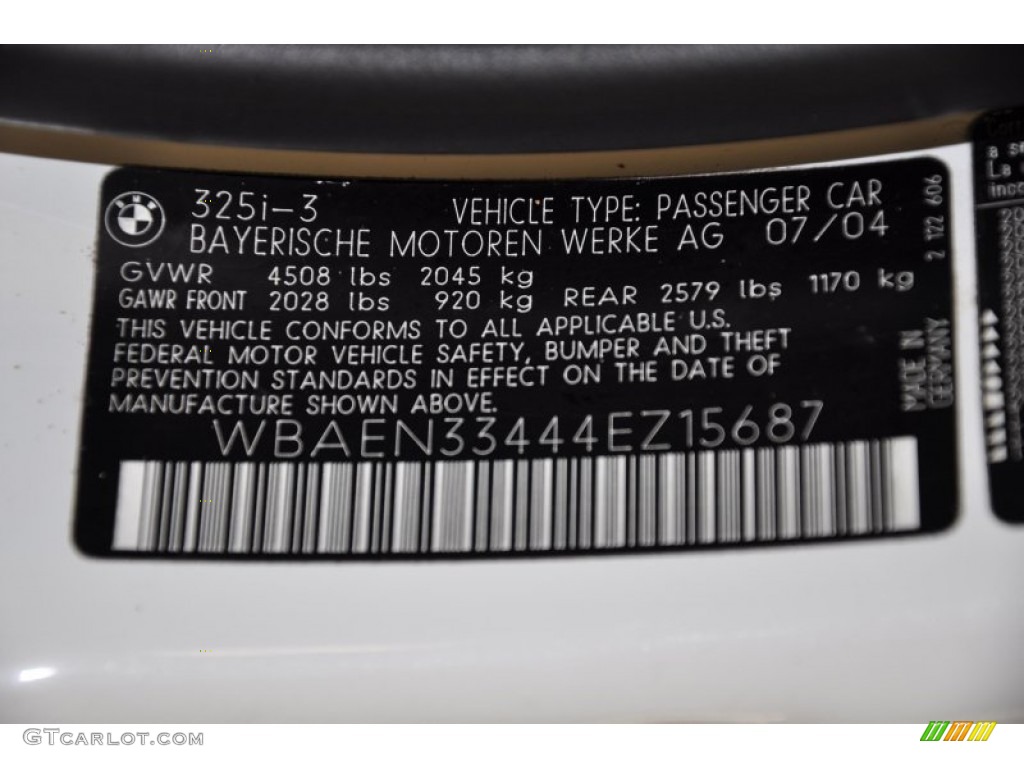 BMW
325i-3 VEHICLE TYPE: PASSENGER CAR
BAYERISCHE MOTOREN WERKE AG 07/04
GVWR 4508 lbs 2045 kg
GAWR FRONT 2028 lbs 920 kg REAR 2579 lbs 1170 kg
THIS VEHICLE CONFORMS TO ALL APPLICABLE U.S.
FEDERAL MOTOR VEHICLE SAFETY, BUMPER AND THEFT
PREVENTION STANDARDS IN EFFECT ON THE DATE OF
MANUFACTURE SHOWN ABOVE.
WBAEN33444EZ15687
2 122 606
MADE IN
GERMANY
La
GTCARLOT.COM